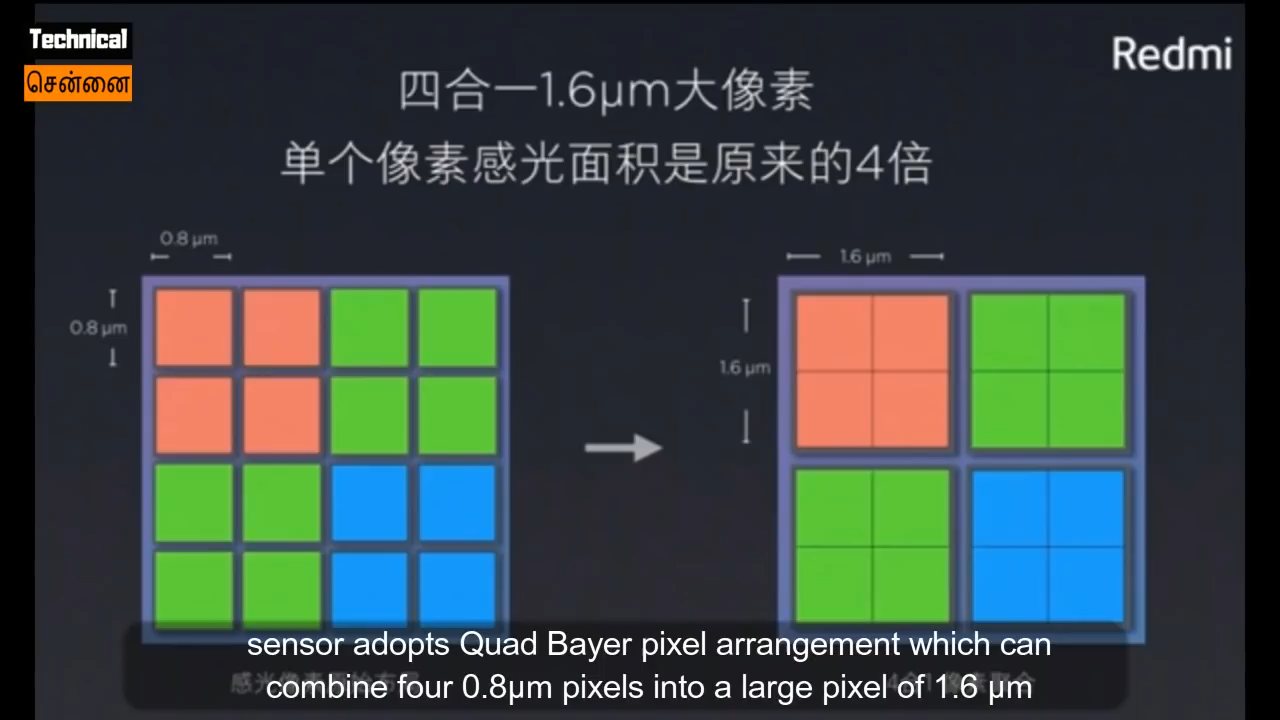 Technical
சென்னை
Redmi
四合一1.6μm大像素
单个像素感光面积是原来的4倍
0.8 μm
0.8 μm
1.6 μm
1.6 μm
sensor adopts Quad Bayer pixel arrangement which can
combine four 0.8μm pixels into a large pixel of 1.6 μm